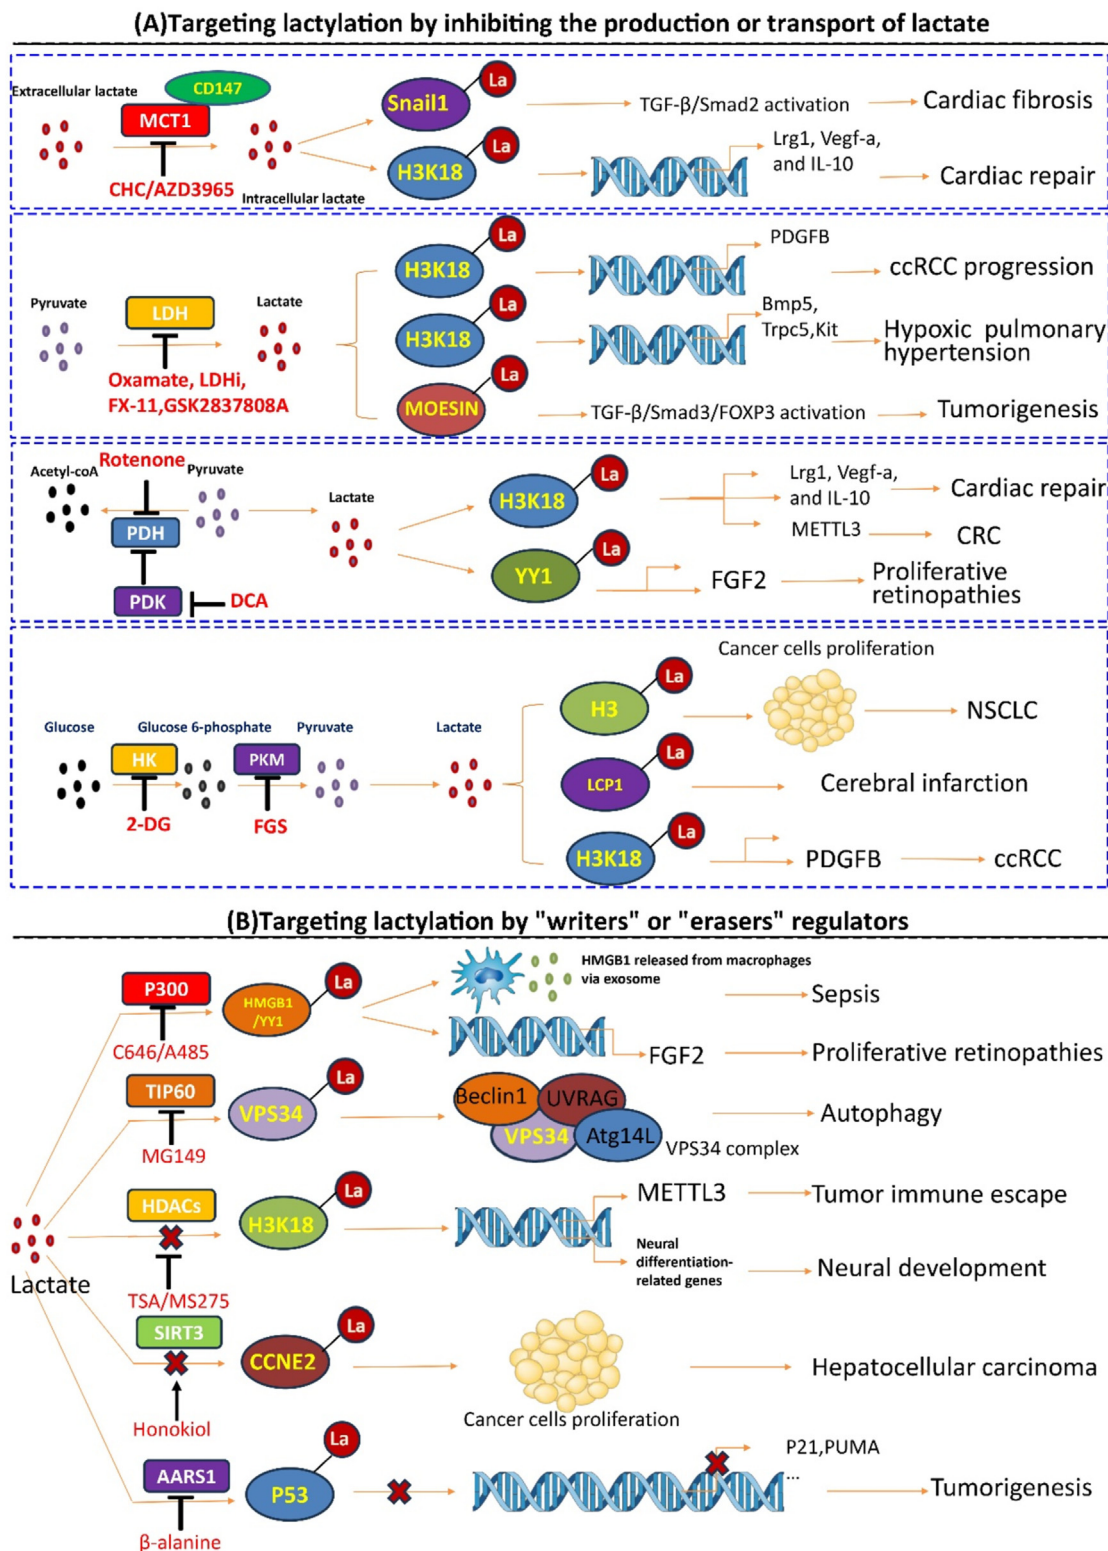 (A)Targeting lactylation by inhibiting the production or transport of lactate
Extracellular lactate
CD147
MCT1
CHC/AZD3965
Intracellular lactate
Snail1
La
TGF-β/Smad2 activation
Cardiac fibrosis
H3K18
La
Lrg1, Vegf-a,
and IL-10
Cardiac repair
Pyruvate
LDH
Lactate
Oxamate, LDHi,
FX-11,GSK2837808A
H3K18
La
PDGFB
ccRCC progression
H3K18
La
Bmp5,
Trpc5,Kit
Hypoxic pulmonary
hypertension
MOESIN
La
TGF-β/Smad3/FOXP3 activation
Tumorigenesis
Acetyl-coA
Rotenone
Pyruvate
PDH
PDK
DCA
Lactate
H3K18
La
Lrg1, Vegf-a,
and IL-10
Cardiac repair
METTL3
CRC
YY1
La
FGF2
Proliferative
retinopathies
Glucose
HK
2-DG
Glucose 6-phosphate
PKM
FGS
Pyruvate
Lactate
H3
La
Cancer cells proliferation
NSCLC
LCP1
La
Cerebral infarction
H3K18
La
PDGFB
ccRCC
(B)Targeting lactylation by "writers" or "erasers" regulators
Lactate
P300
C646/A485
HMGB1
/YY1
La
HMGB1 released from macrophages
via exosome
Sepsis
FGF2
Proliferative retinopathies
TIP60
MG149
VPS34
La
Beclin1
UVRAG
VPS34
Atg14L
VPS34 complex
Autophagy
HDACs
TSA/MS275
H3K18
La
METTL3
Tumor immune escape
Neural
differentiation-
related genes
Neural development
SIRT3
Honokiol
CCNE2
La
Cancer cells proliferation
Hepatocellular carcinoma
AARS1
β-alanine
P53
La
P21,PUMA
...
Tumorigenesis